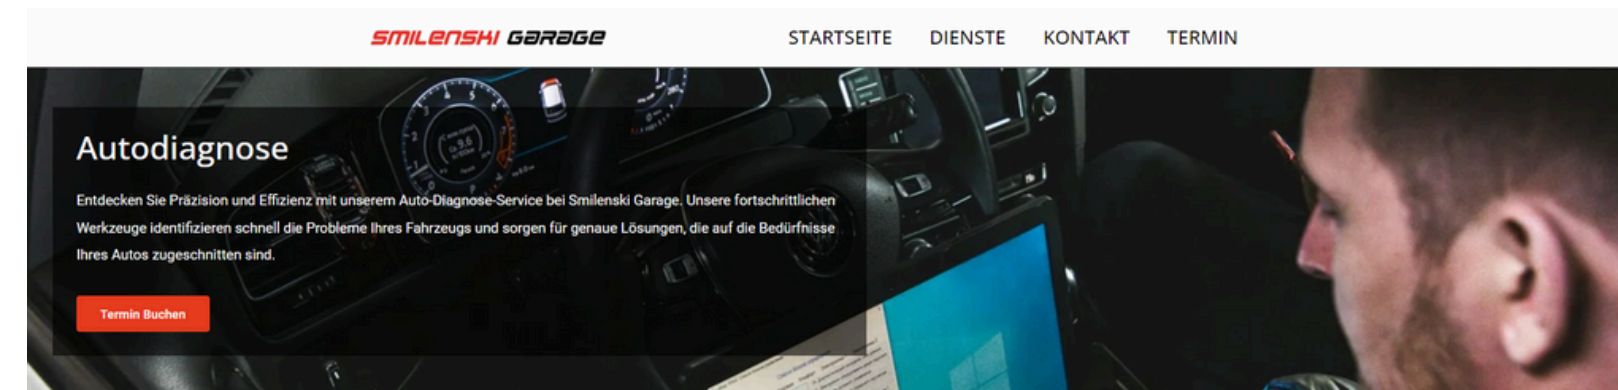 SMILENSKI GARAGE
STARTSEITE DIENSTE KONTAKT TERMIN
Autodiagnose
Entdecken Sie Präzision und Effizienz mit unserem Auto-Diagnose-Service bei Smilenski Garage. Unsere fortschrittlichen
Werkzeuge identifizieren schnell die Probleme Ihres Fahrzeugs und sorgen für genaue Lösungen, die auf die Bedürfnisse
Ihres Autos zugeschnitten sind.
Termin Buchen